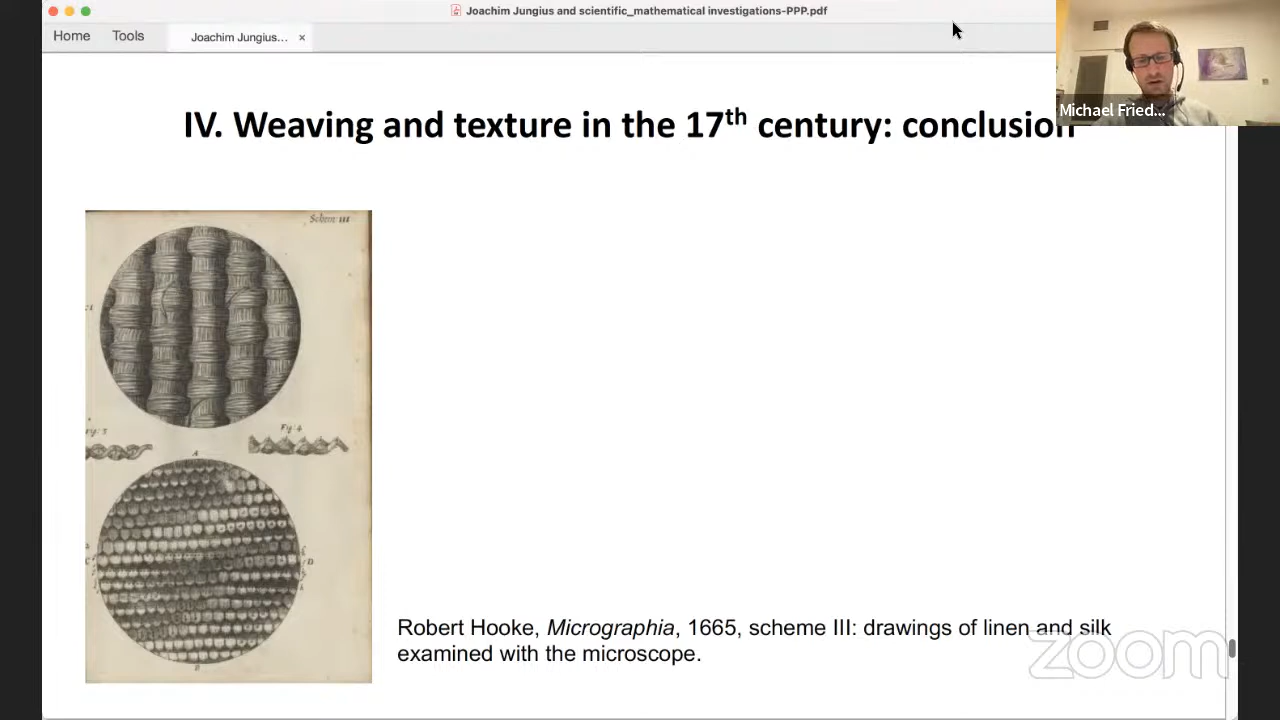 Joachim Jungius and scientific_mathematical investigations-PPP.pdf
Home Tools Joachim Jungius... ×
Michael Fried...
IV. Weaving and texture in the 17th century: conclusion
Schem: III
Fig: 4
A
C D
B
Robert Hooke, Micrographia, 1665, scheme III: drawings of linen and silk
examined with the microscope.
zoom